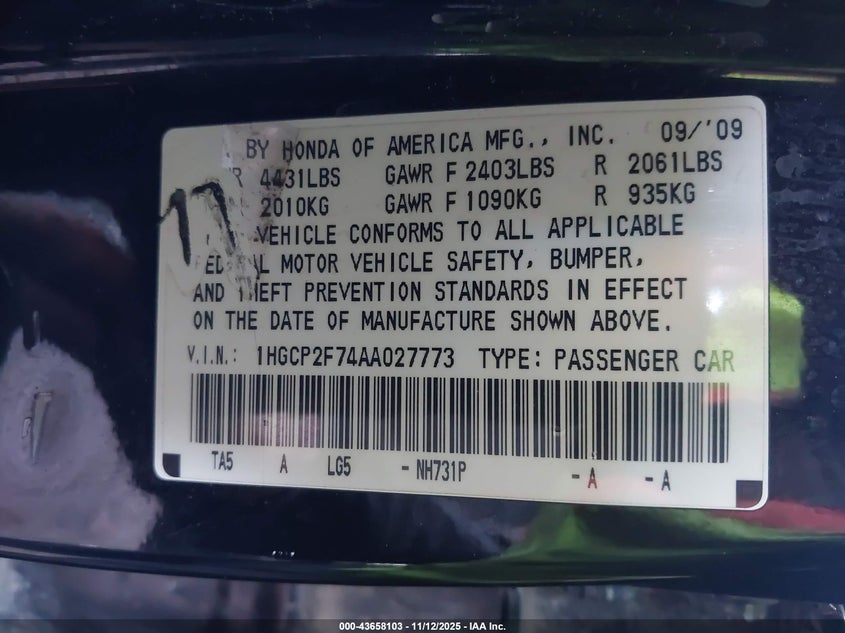 BY HONDA OF AMERICA MFG., INC. 09/'09
R 4431LBS GAWR F 2403LBS R 2061LBS
2010KG GAWR F 1090KG R 935KG
77
VEHICLE CONFORMS TO ALL APPLICABLE
MOTOR VEHICLE SAFETY, BUMPER,
AND THEFT PREVENTION STANDARDS IN EFFECT
ON THE DATE OF MANUFACTURE SHOWN ABOVE.
V.I.N.: 1HGCP2F74AA027773 TYPE: PASSENGER CAR
TA5 A LG5 - NH731P - A - A
000-43658103 - 11/12/2025 - IAA Inc.